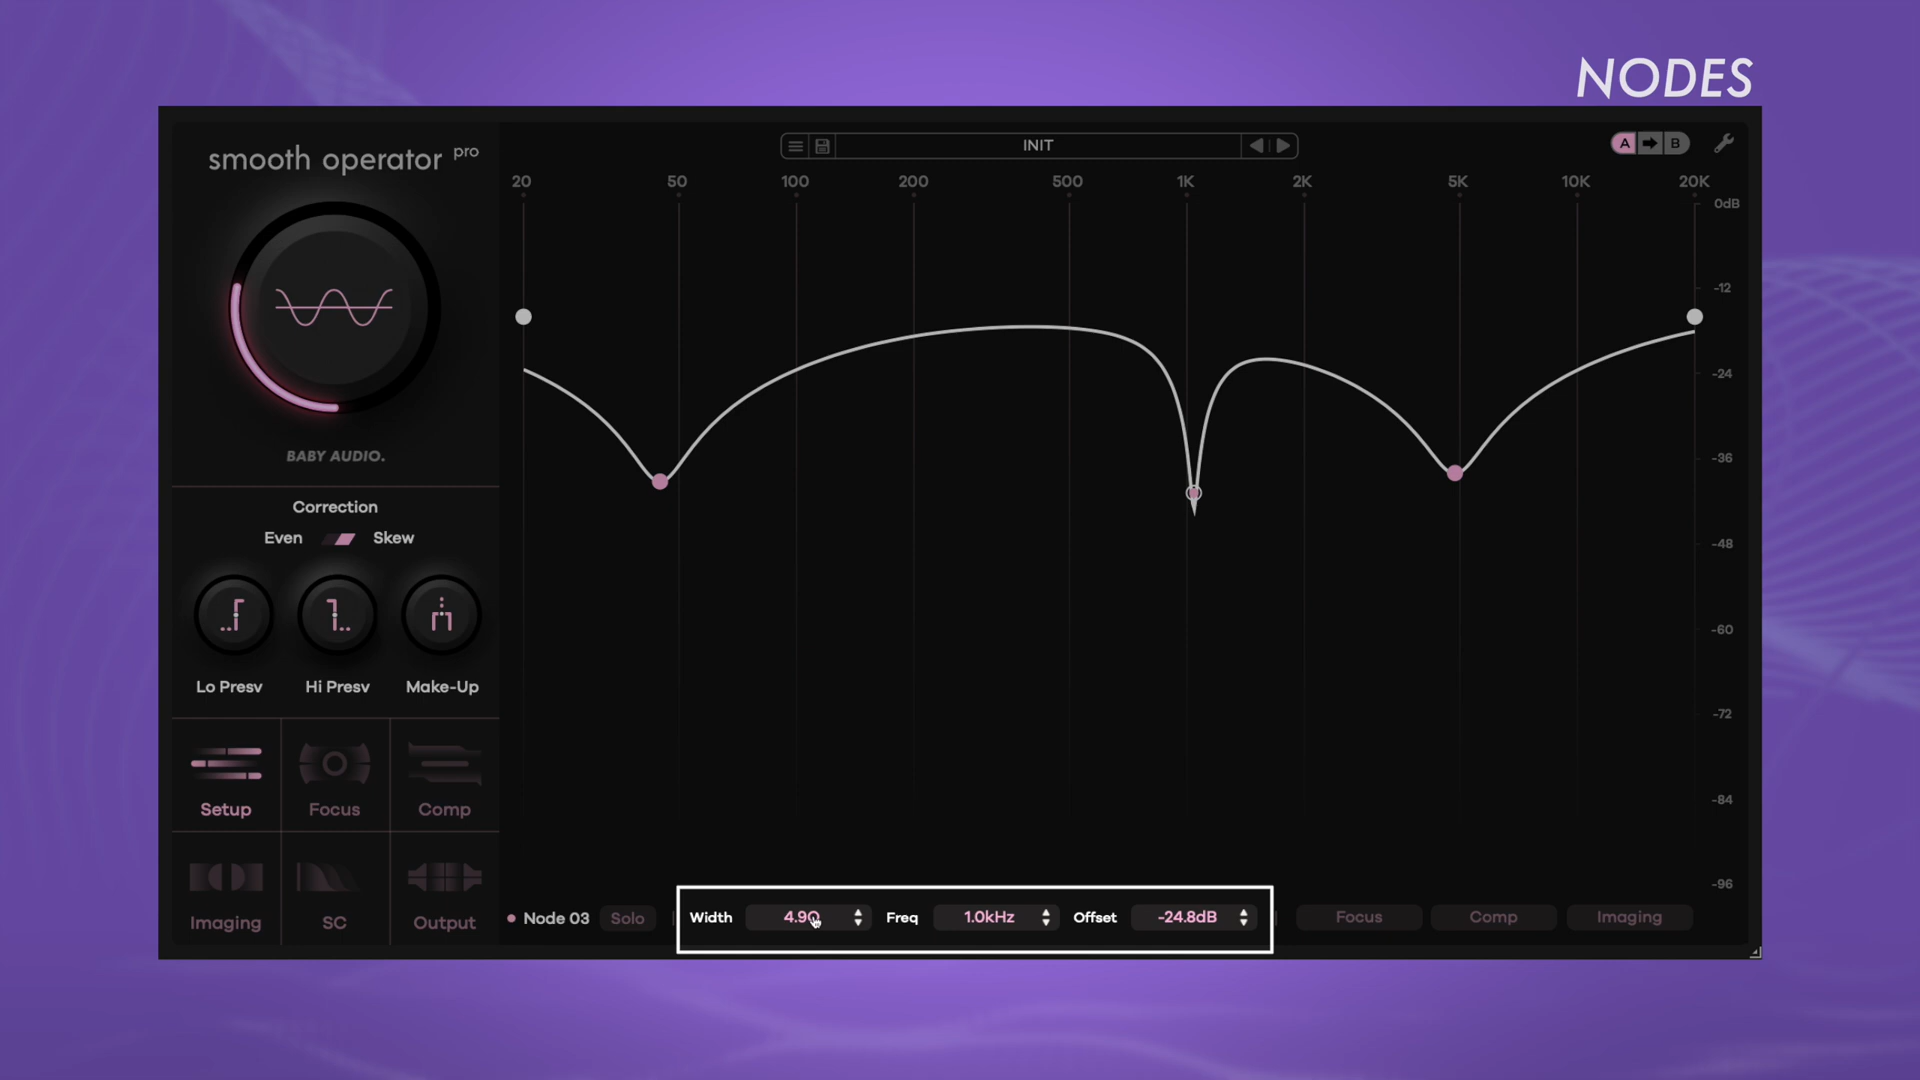 NODES
smooth operator pro
INIT
A B
20 50 100 200 500 1K 2K 5K 10K 20K
0dB
-12
-24
-36
-48
-60
-72
-84
-96
BABY AUDIO.
Correction
Even Skew
Lo Presv Hi Presv Make-Up
Setup Focus Comp
Imaging SC Output
Node 03 Solo Width 4.9Q Freq 1.0kHz Offset -24.8dB Focus Comp Imaging